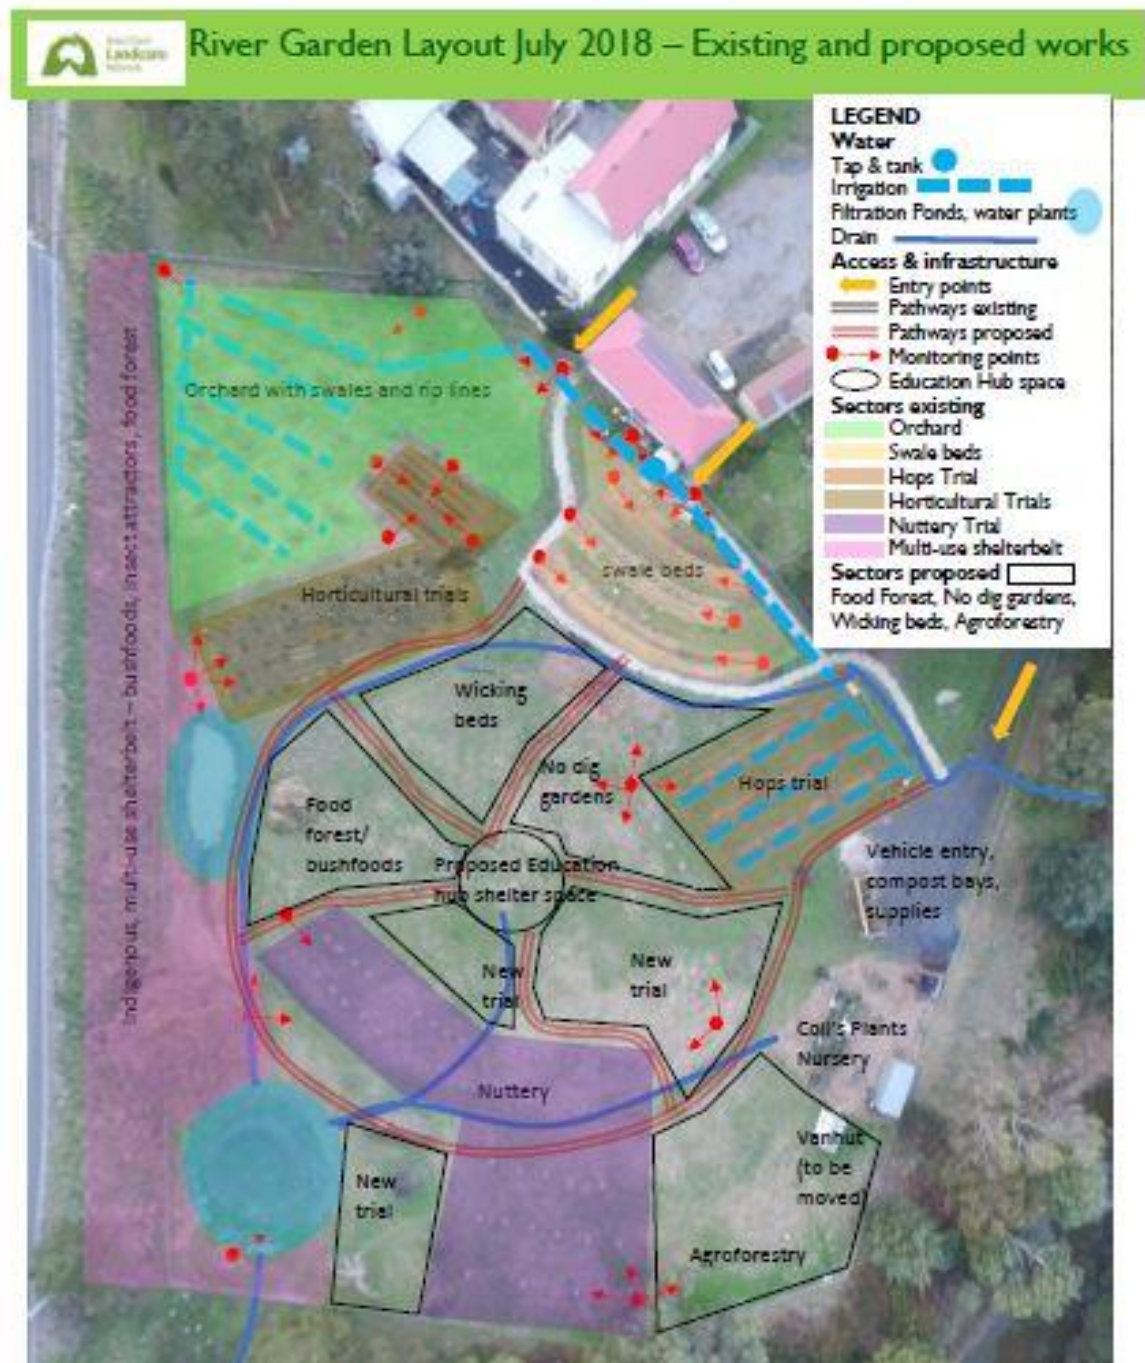 Landcare
River Garden Layout July 2018 – Existing and proposed works
LEGEND
Water
Tap & tank
Irrigation
Filtration Ponds, water plants
Drain
Access & infrastructure
Entry points
Pathways existing
Pathways proposed
Monitoring points
Education Hub space
Sectors existing
Orchard
Swale beds
Hops Trial
Horticultural Trials
Nuttery Trial
Multi-use shelterbelt
Sectors proposed
Food Forest, No dig gardens,
Wicking beds, Agroforestry
Indigenous, mult-use shelterbelt – bushfoods, insect attractors, food forest
Orchard with swales and rip lines
swale beds
Horticultural trials
Wicking
beds
No dig
gardens
Hops trial
Food
forest/
bushfoods
Proposed Education
hub shelter space
Vehicle entry,
compost bays,
supplies
New
trial
New
trial
Coll's Plants
Nursery
Nuttery
Vanhut
(to be
moved)
New
trial
Agroforestry